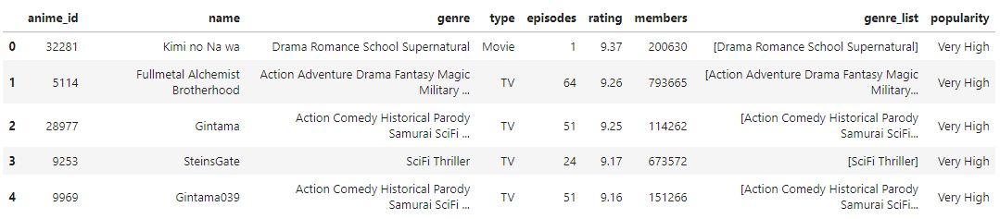 anime_id name genre type episodes rating members genre_list popularity
0 32281 Kimi no Na wa Drama Romance School Supernatural Movie 1 9.37 200630 [Drama Romance School Supernatural] Very High
1 5114 Fullmetal Alchemist Brotherhood Action Adventure Drama Fantasy Magic Military ... TV 64 9.26 793665 [Action Adventure Drama Fantasy Magic Military... Very High
2 28977 Gintama Action Comedy Historical Parody Samurai SciFi ... TV 51 9.25 114262 [Action Comedy Historical Parody Samurai SciFi... Very High
3 9253 SteinsGate SciFi Thriller TV 24 9.17 673572 [SciFi Thriller] Very High
4 9969 Gintama039 Action Comedy Historical Parody Samurai SciFi ... TV 51 9.16 151266 [Action Comedy Historical Parody Samurai SciFi... Very High